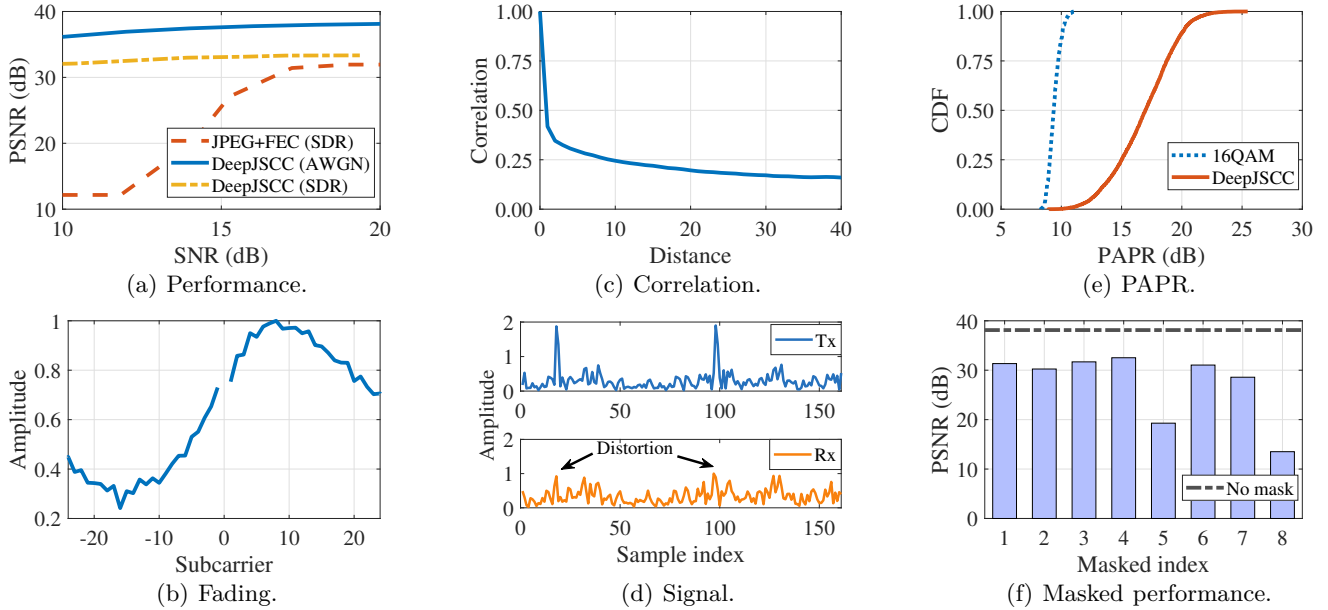 40
30
20
10
PSNR (dB)
JPEG+FEC (SDR)
DeepJSCC (AWGN)
DeepJSCC (SDR)
10 15 20
SNR (dB)
(a) Performance.
1.00
0.75
0.50
0.25
0.00
Correlation
0 10 20 30 40
Distance
(c) Correlation.
1.00
0.75
0.50
0.25
0.00
CDF
16QAM
DeepJSCC
5 10 15 20 25 30
PAPR (dB)
(e) PAPR.
1
0.8
0.6
0.4
0.2
Amplitude
-20 -10 0 10 20
Subcarrier
(b) Fading.
2
1
0
Tx
0 50 100 150
Amplitude
2
1
0
Distortion
Rx
0 50 100 150
Sample index
(d) Signal.
40
30
20
10
0
PSNR (dB)
No mask
1 2 3 4 5 6 7 8
Masked index
(f) Masked performance.